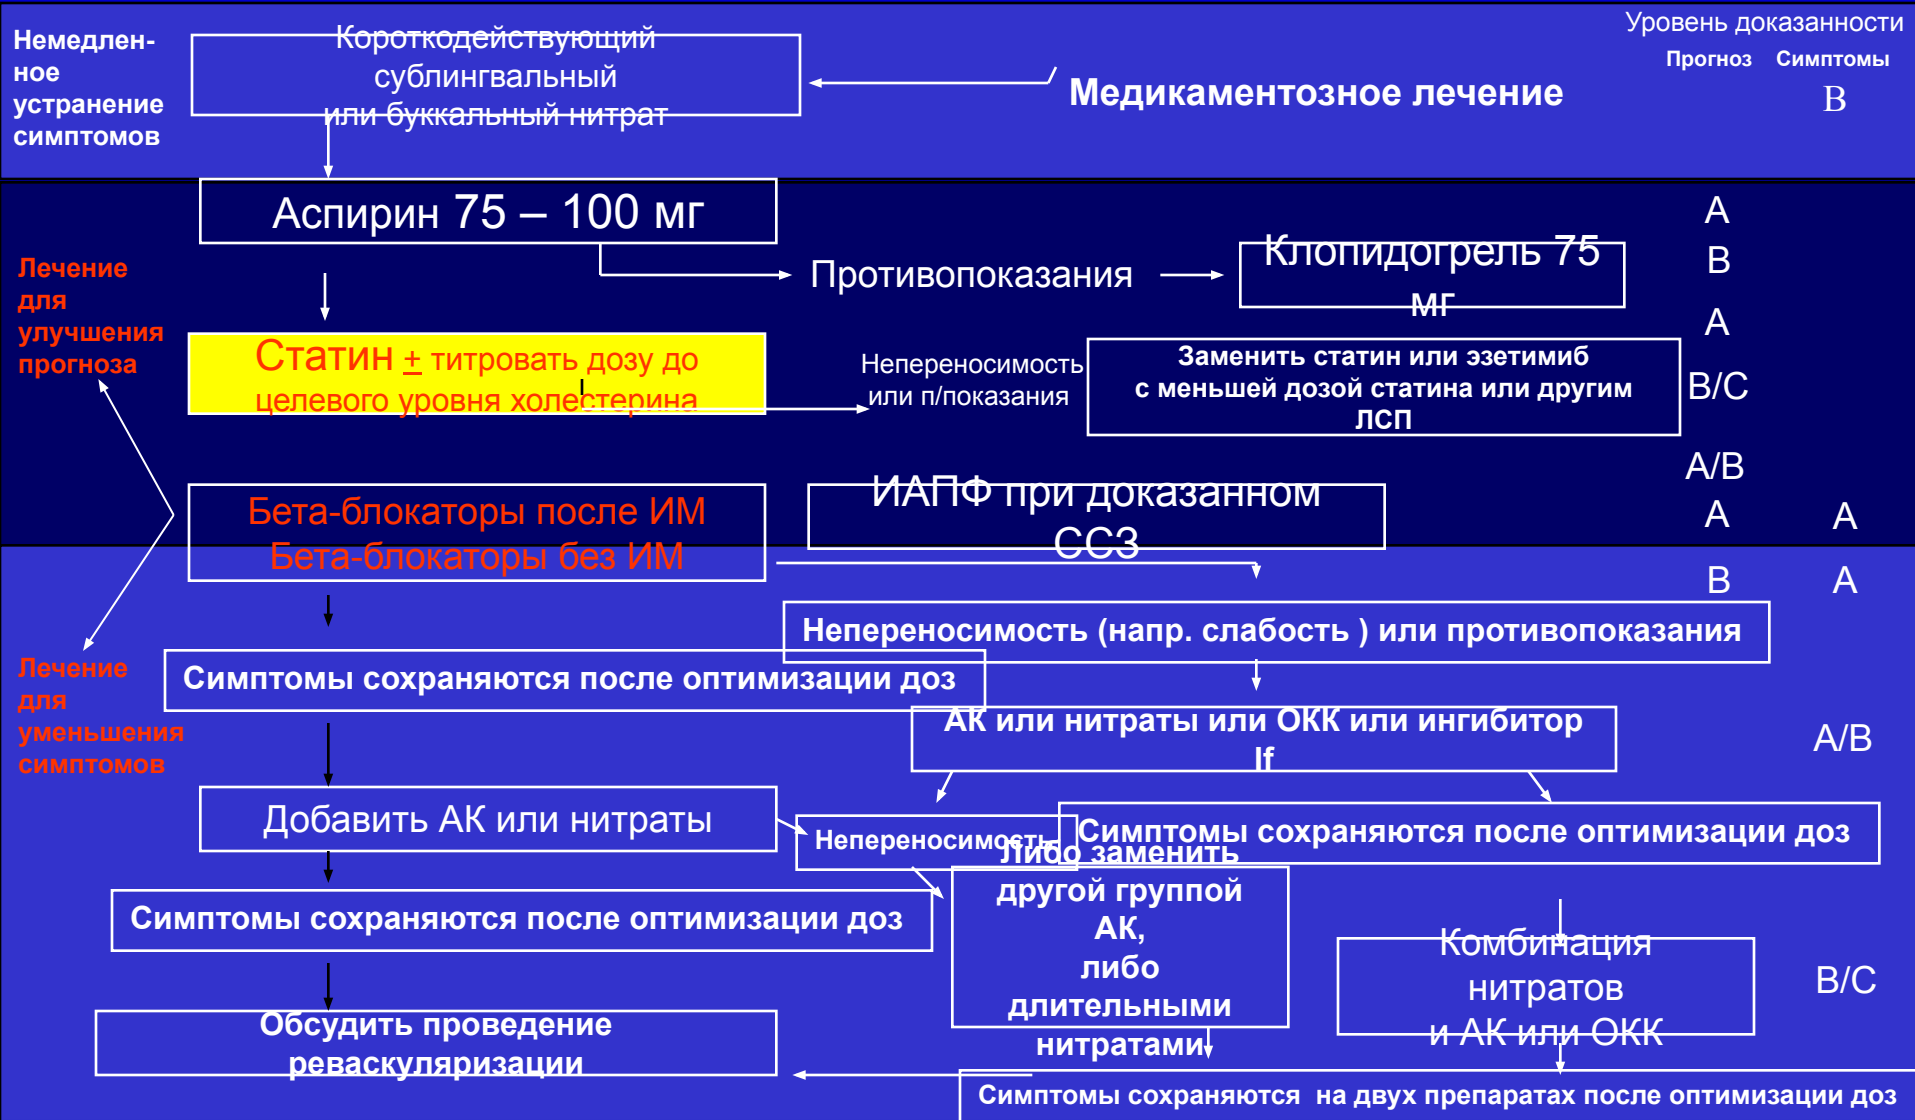 Немедлен-
ное
устранение
симптомов
Короткодействующий
сублингвальный
или буккальный нитрат
Медикаментозное лечение
Уровень доказанности
Прогноз Симптомы
В
Аспирин 75 – 100 мг
А
Противопоказания
Клопидогрель 75
мг
В
Лечение
для
улучшения
прогноза
Статин ± титровать дозу до
целевого уровня холестерина
Непереносимость
или п/показания
Заменить статин или эзетимиб
с меньшей дозой статина или другим
ЛСП
А
В/С
Бета-блокаторы после ИМ
Бета-блокаторы без ИМ
ИАПФ при доказанном
ССЗ
А/В
А А
В А
Непереносимость (напр. слабость ) или противопоказания
Лечение
для
уменьшения
симптомов
Симптомы сохраняются после оптимизации доз
АК или нитраты или ОКК или ингибитор
If
А/В
Добавить АК или нитраты
Непереносимость
Симптомы сохраняются после оптимизации доз
Либо заменить
другой группой
АК,
либо
длительными
нитратами
Симптомы сохраняются после оптимизации доз
Комбинация
нитратов
и АК или ОКК
В/С
Обсудить проведение
реваскуляризации
Симптомы сохраняются на двух препаратах после оптимизации доз